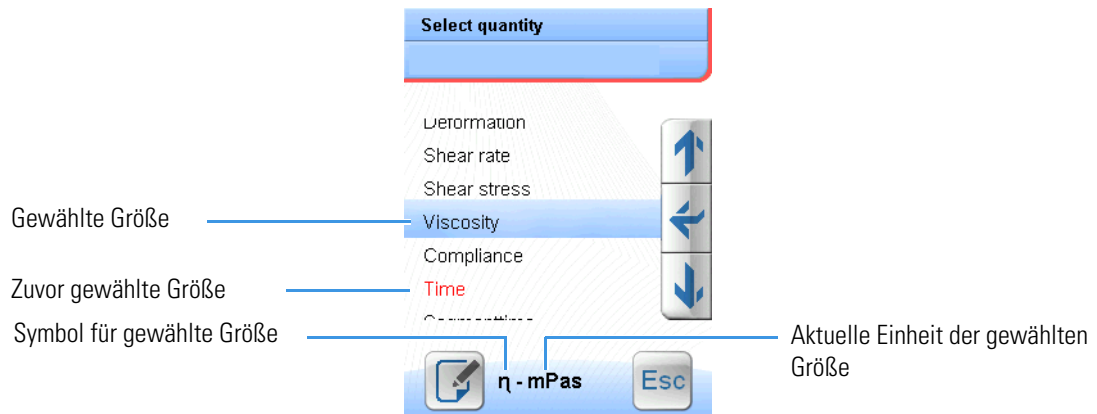 Select quantity
Deformation
Shear rate
Shear stress
Gewählte Größe
Viscosity
Compliance
Zuvor gewählte Größe
Time
Segmenttime
Symbol für gewählte Größe
Aktuelle Einheit der gewählten
Größe
η - mPas
Esc